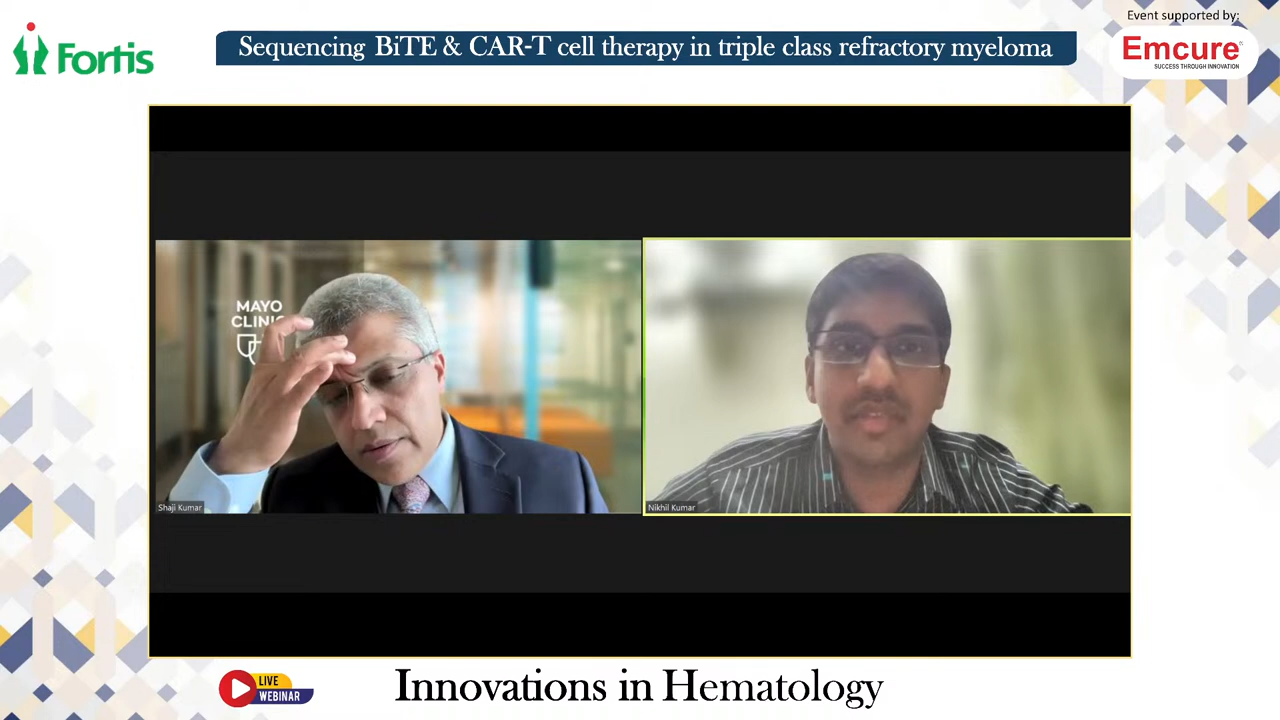 Event supported by:
Fortis
Sequencing BiTE & CAR-T cell therapy in triple class refractory myeloma
Emcure®
SUCCESS THROUGH INNOVATION
MAYO
CLINIC
Shaji Kumar
Nikhil Kumar
LIVE
WEBINAR
Innovations in Hematology